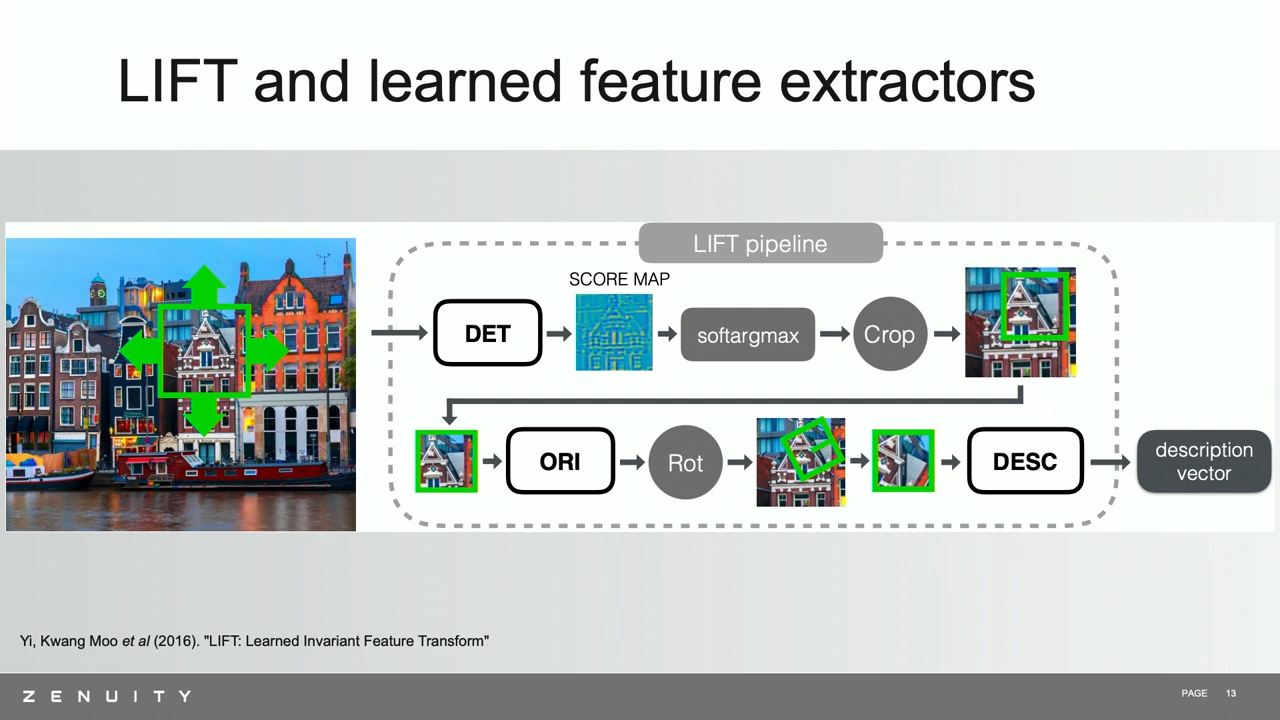 LIFT and learned feature extractors
LIFT pipeline
SCORE MAP
DET
softargmax
Crop
ORI
Rot
DESC
description
vector
Yi, Kwang Moo et al (2016). "LIFT: Learned Invariant Feature Transform"
ZENUITY
PAGE 13